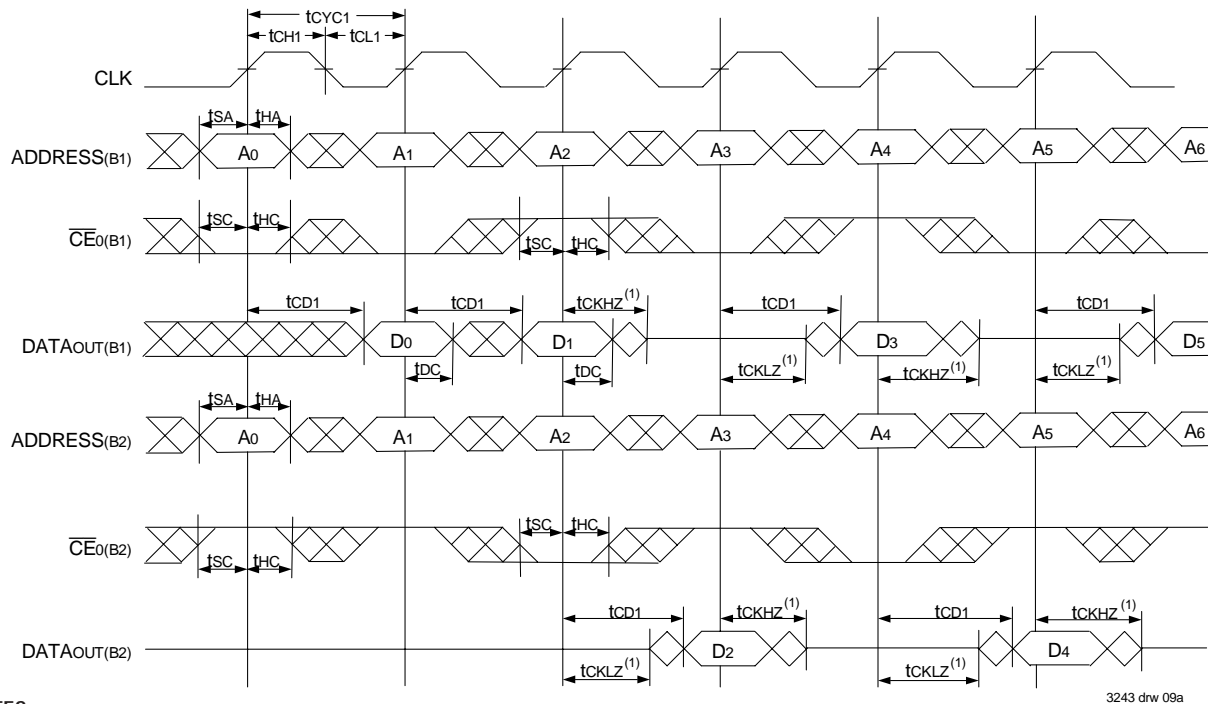 tCYC1
tCH1 tCL1
CLK
tSA tHA
ADDRESS(B1) A0 A1 A2 A3 A4 A5 A6
tSC tHC tSC tHC
CE0(B1)
tCD1 tCD1 tCKHZ(1) tCD1 tCD1
DATAOUT(B1) D0 D1 D3 D5
tDC tDC tCKLZ(1) tCKHZ(1) tCKLZ(1)
tSA tHA
ADDRESS(B2) A0 A1 A2 A3 A4 A5 A6
tSC tHC
CE0(B2)
tSC tHC
tCD1 tCKHZ(1) tCD1 tCKHZ(1)
DATAOUT(B2) D2 D4
tCKLZ(1) tCKLZ(1)
3243 drw 09a